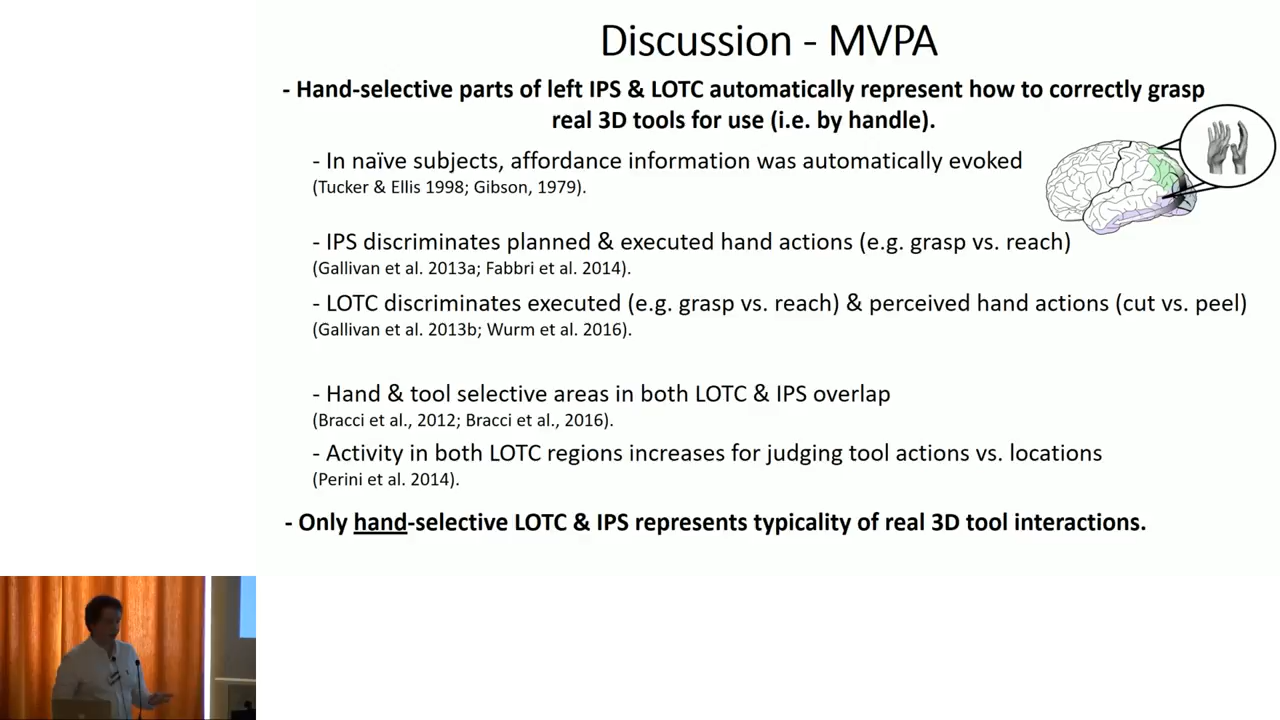 Discussion - MVPA
- Hand-selective parts of left IPS & LOTC automatically represent how to correctly grasp
real 3D tools for use (i.e. by handle).
- In naïve subjects, affordance information was automatically evoked
(Tucker & Ellis 1998; Gibson, 1979).
- IPS discriminates planned & executed hand actions (e.g. grasp vs. reach)
(Gallivan et al. 2013a; Fabbri et al. 2014).
- LOTC discriminates executed (e.g. grasp vs. reach) & perceived hand actions (cut vs. peel)
(Gallivan et al. 2013b; Wurm et al. 2016).
- Hand & tool selective areas in both LOTC & IPS overlap
(Bracci et al., 2012; Bracci et al., 2016).
- Activity in both LOTC regions increases for judging tool actions vs. locations
(Perini et al. 2014).
- Only hand-selective LOTC & IPS represents typicality of real 3D tool interactions.